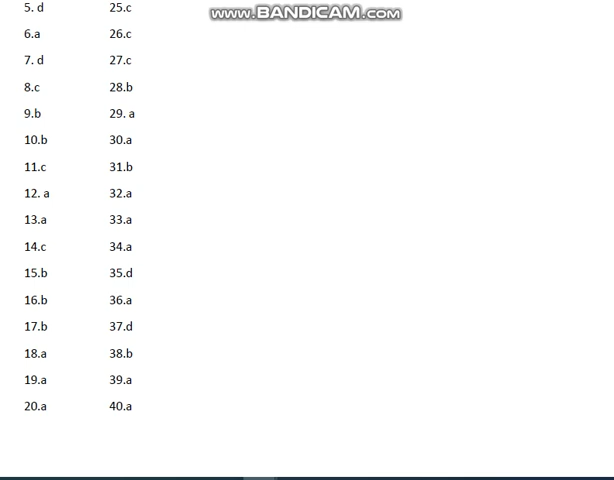 www.BANDICAM.com
5. d 25.c
6.a 26.c
7. d 27.c
8.c 28.b
9.b 29. a
10.b 30.a
11.c 31.b
12. a 32.a
13.a 33.a
14.c 34.a
15.b 35.d
16.b 36.a
17.b 37.d
18.a 38.b
19.a 39.a
20.a 40.a